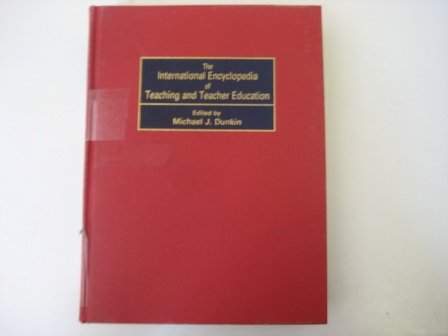 The
International Encyclopedia
of
Teaching and Teacher Education
Edited by
Michael J. Dunkin